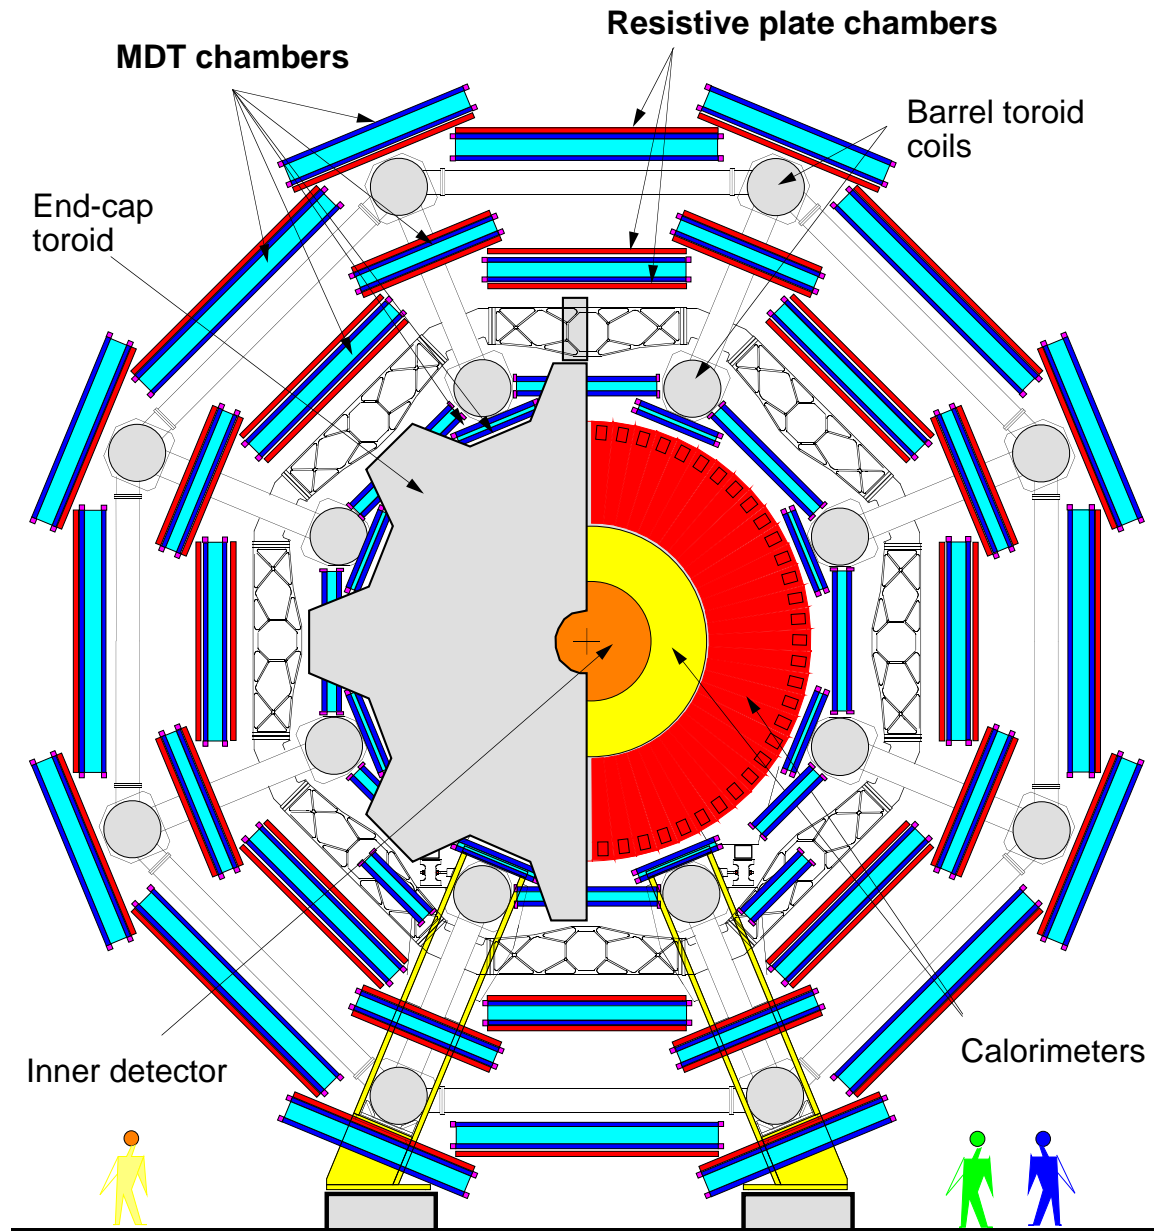 Resistive plate chambers
MDT chambers
Barrel toroid
coils
End-cap
toroid
Calorimeters
Inner detector